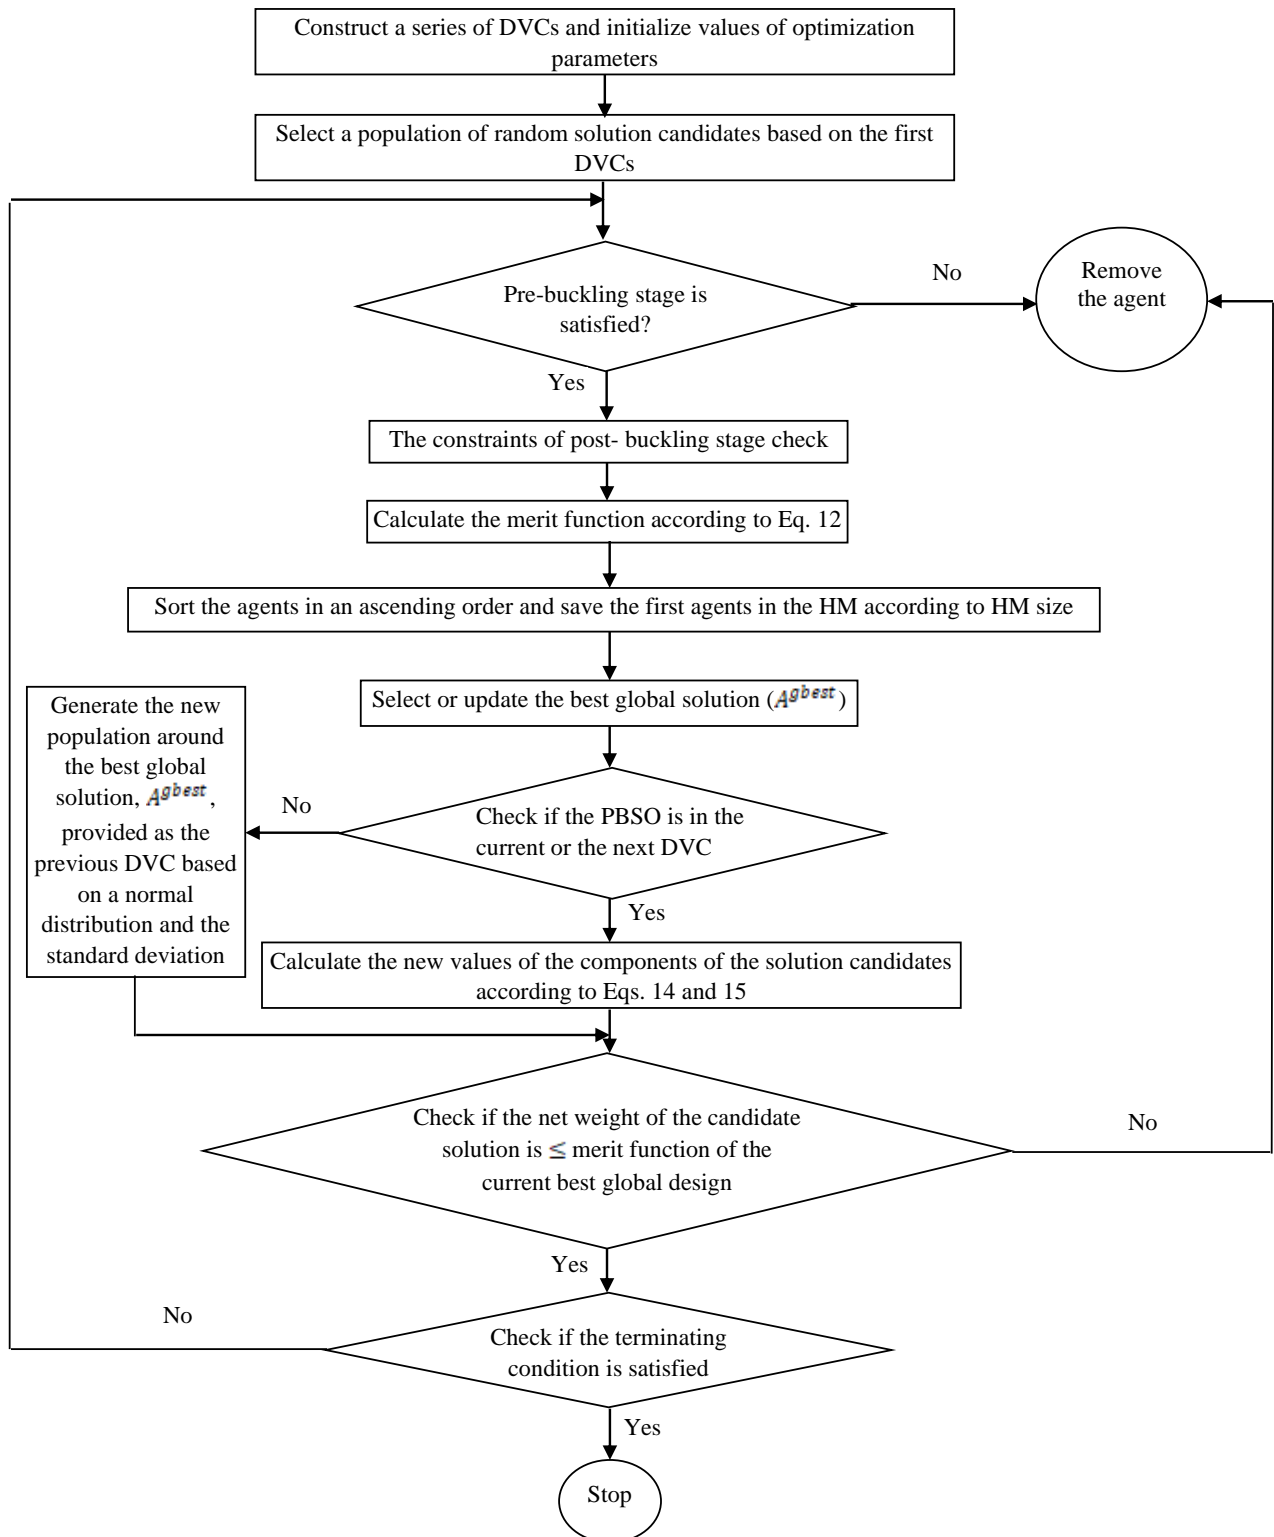 Construct a series of DVCs and initialize values of optimization
parameters
Select a population of random solution candidates based on the first
DVCs
No
Remove
the agent
Pre-buckling stage is
satisfied?
Yes
The constraints of post- buckling stage check
Calculate the merit function according to Eq. 12
Sort the agents in an ascending order and save the first agents in the HM according to HM size
Select or update the best global solution (A^gbest)
Generate the new
population around
the best global
solution, A^gbest,
provided as the
previous DVC based
on a normal
distribution and the
standard deviation
No
Check if the PBSO is in the
current or the next DVC
Yes
Calculate the new values of the components of the solution candidates
according to Eqs. 14 and 15
Check if the net weight of the candidate
solution is ≤ merit function of the
current best global design
No
Yes
No
Check if the terminating
condition is satisfied
Yes
Stop